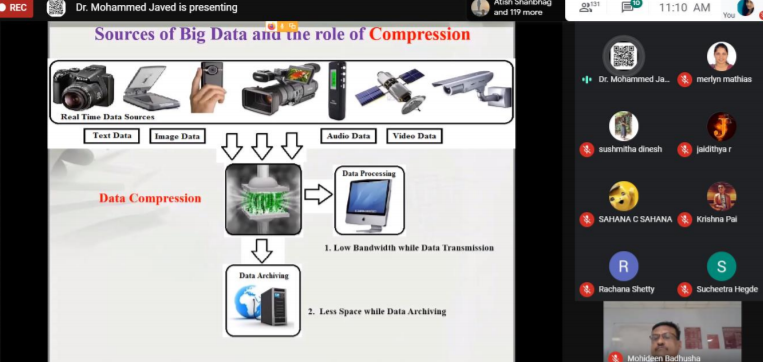 REC
Dr. Mohammed Javed is presenting
Atish Shanbhag
and 119 more
131
10
11:10 AM
You
Sources of Big Data and the role of Compression
Real Time Data Sources
Text Data
Image Data
Audio Data
Video Data
Data Compression
Data Processing
1. Low Bandwidth while Data Transmission
Data Archiving
2. Less Space while Data Archiving
Dr. Mohammed Ja...
merlyn mathias
sushmitha dinesh
jaidithya r
SAHANA C SAHANA
Krishna Pai
R
S
Rachana Shetty
Sucheetra Hegde
Mohideen Badhusha